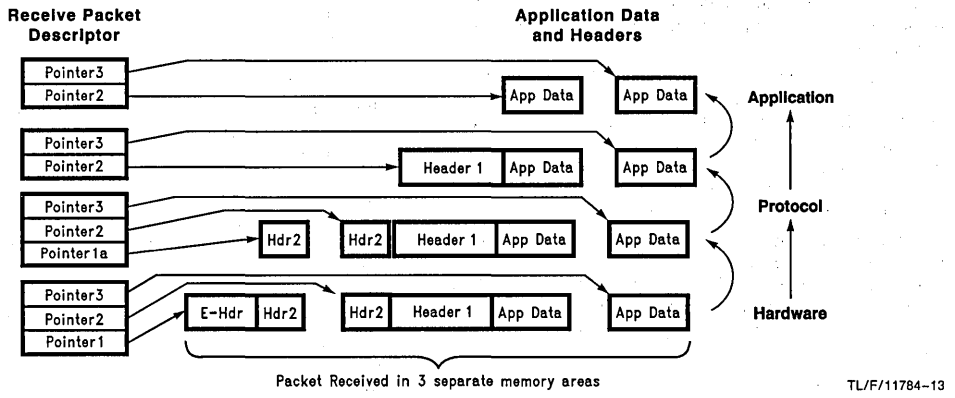 Receive Packet
Descriptor
Application Data
and Headers
Pointer3
Pointer2
App Data
App Data
Application
Pointer3
Pointer2
Header 1
App Data
App Data
Pointer3
Pointer2
Pointer1a
Hdr2
Hdr2
Header 1
App Data
App Data
Protocol
Pointer3
Pointer2
Pointer1
E-Hdr
Hdr2
Hdr2
Header 1
App Data
App Data
Hardware
Packet Received in 3 separate memory areas
TL/F/11784-13